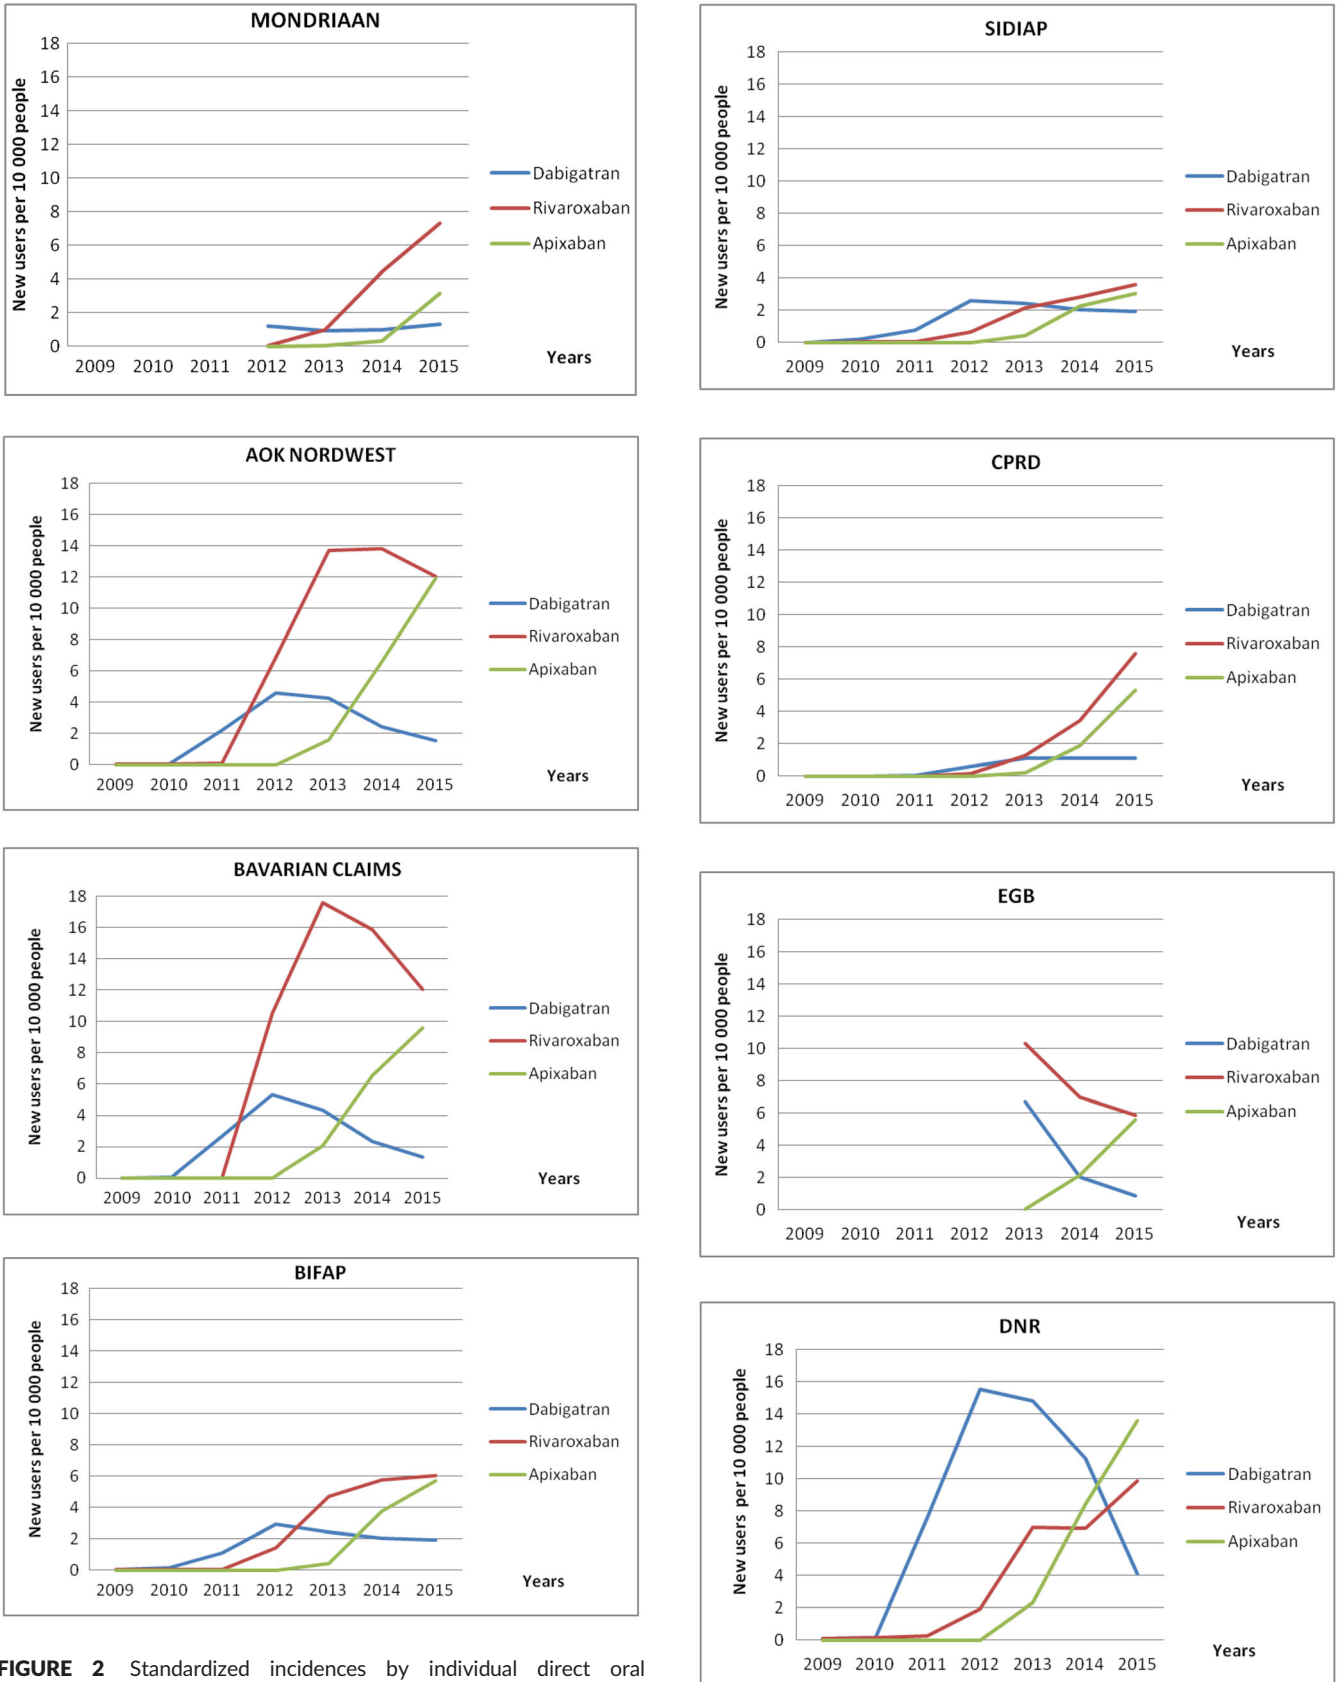 MONDRIAAN
New users per 10 000 people
18
16
14
12
10
8
6
4
2
0
2009 2010 2011 2012 2013 2014 2015
Years
Dabigatran
Rivaroxaban
Apixaban
AOK NORDWEST
New users per 10 000 people
18
16
14
12
10
8
6
4
2
0
2009 2010 2011 2012 2013 2014 2015
Years
Dabigatran
Rivaroxaban
Apixaban
BAVARIAN CLAIMS
New users per 10 000 people
18
16
14
12
10
8
6
4
2
0
2009 2010 2011 2012 2013 2014 2015
Years
Dabigatran
Rivaroxaban
Apixaban
BIFAP
New users per 10 000 people
18
16
14
12
10
8
6
4
2
0
2009 2010 2011 2012 2013 2014 2015
Years
Dabigatran
Rivaroxaban
Apixaban
FIGURE 2 Standardized incidences by individual direct oral
SIDIAP
New users per 10 000 people
18
16
14
12
10
8
6
4
2
0
2009 2010 2011 2012 2013 2014 2015
Years
Dabigatran
Rivaroxaban
Apixaban
CPRD
New users per 10 000 people
18
16
14
12
10
8
6
4
2
0
2009 2010 2011 2012 2013 2014 2015
Years
Dabigatran
Rivaroxaban
Apixaban
EGB
New users per 10 000 people
18
16
14
12
10
8
6
4
2
0
2009 2010 2011 2012 2013 2014 2015
Years
Dabigatran
Rivaroxaban
Apixaban
DNR
New users per 10 000 people
18
16
14
12
10
8
6
4
2
0
2009 2010 2011 2012 2013 2014 2015
Years
Dabigatran
Rivaroxaban
Apixaban